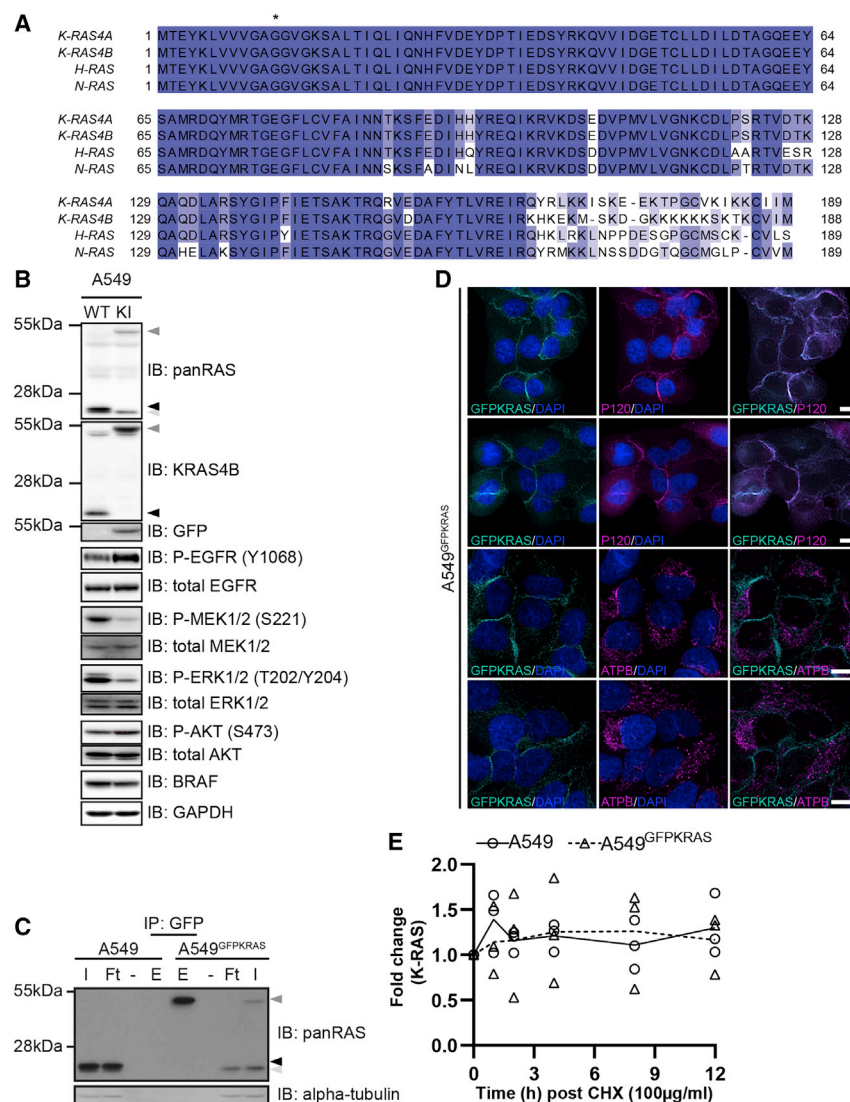 A
*
K-RAS4A 1 MTEYKLVVVGAGGVGKSALTIQLIQNHFVDEYDPTIEDSYRKQVVIDGETCLLDILDTAGQEEY 64
K-RAS4B 1 MTEYKLVVVGAGGVGKSALTIQLIQNHFVDEYDPTIEDSYRKQVVIDGETCLLDILDTAGQEEY 64
H-RAS 1 MTEYKLVVVGAGGVGKSALTIQLIQNHFVDEYDPTIEDSYRKQVVIDGETCLLDILDTAGQEEY 64
N-RAS 1 MTEYKLVVVGAGGVGKSALTIQLIQNHFVDEYDPTIEDSYRKQVVIDGETCLLDILDTAGQEEY 64
K-RAS4A 65 SAMRDQYMRTGEGFLCVFAINNTKSFEDIHHYREQIKRVKDSEDVPMVLVGNKCDLPSRTVDTK 128
K-RAS4B 65 SAMRDQYMRTGEGFLCVFAINNTKSFEDIHHYREQIKRVKDSEDVPMVLVGNKCDLPSRTVDTK 128
H-RAS 65 SAMRDQYMRTGEGFLCVFAINNTKSFEDIHQYREQIKRVKDSDDVPMVLVGNKCDLAARTVESR 128
N-RAS 65 SAMRDQYMRTGEGFLCVFAINNSKSFADINLYREQIKRVKDSDDVPMVLVGNKCDLPTRTVDTK 128
K-RAS4A 129 QAQDLARSYGIPFIETSAKTRQRVEDAFYTLVREIRQYRLKKISKE-EKTPGCVKIKKCIIM 189
K-RAS4B 129 QAQDLARSYGIPFIETSAKTRQGVDDAFYTLVREIRKHKEKM-SKD-GKKKKKKSKTKCVIM 188
H-RAS 129 QAQDLARSYGIPYIETSAKTRQGVEDAFYTLVREIRQHKLRKLNPPDESGPGCMSCK-CVLS 189
N-RAS 129 QAHELAKSYGIPFIETSAKTRQGVEDAFYTLVREIRQYRMKKLNSSDDGTQGCMGLP-CVVM 189
B
A549
WT KI
55kDa
IB: panRAS
28kDa
55kDa
IB: KRAS4B
28kDa
55kDa
IB: GFP
IB: P-EGFR (Y1068)
IB: total EGFR
IB: P-MEK1/2 (S221)
IB: total MEK1/2
IB: P-ERK1/2 (T202/Y204)
IB: total ERK1/2
IB: P-AKT (S473)
IB: total AKT
IB: BRAF
IB: GAPDH
C
IP: GFP
A549 A549GFPKRAS
I Ft - E E - Ft I
55kDa
IB: panRAS
28kDa
IB: alpha-tubulin
D
A549GFPKRAS
GFPKRAS/DAPI P120/DAPI GFPKRAS/P120
GFPKRAS/DAPI P120/DAPI GFPKRAS/P120
GFPKRAS/DAPI ATPB/DAPI GFPKRAS/ATPB
GFPKRAS/DAPI ATPB/DAPI GFPKRAS/ATPB
E
A549 A549GFPKRAS
Fold change
(K-RAS)
2.0
1.5
1.0
0.5
0.0
0 3 6 9 12
Time (h) post CHX (100µg/ml)